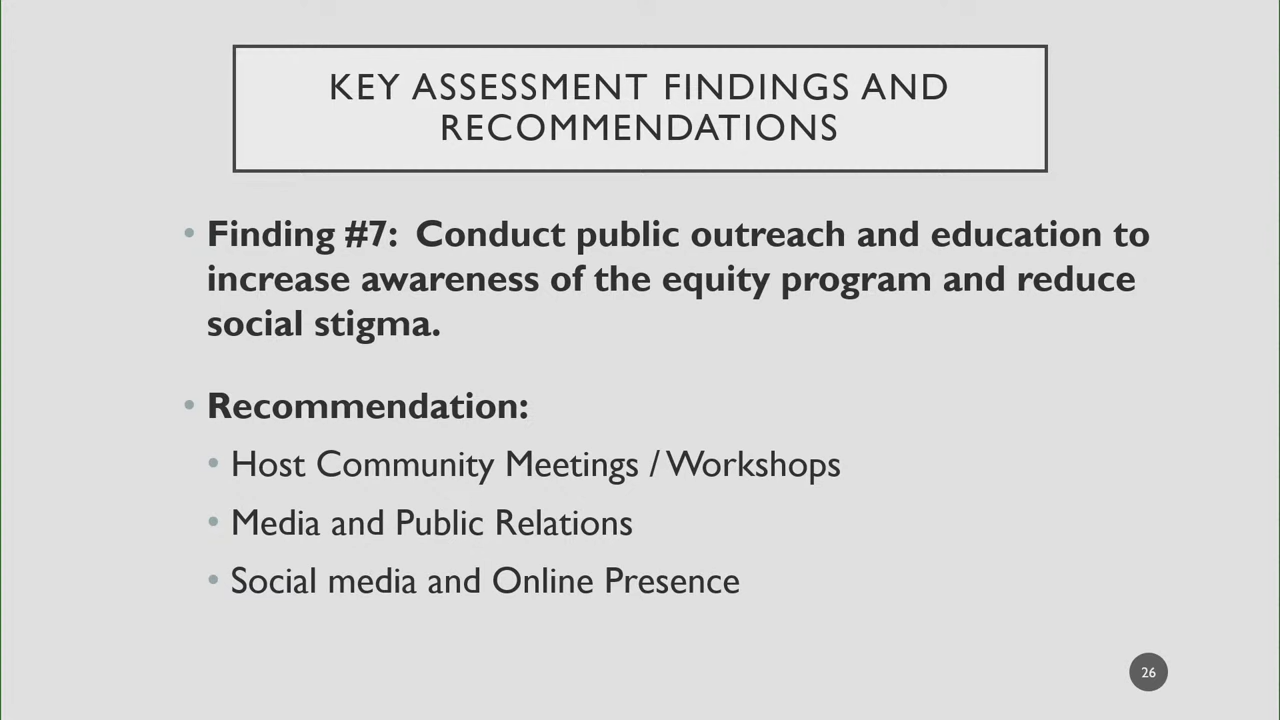 KEY ASSESSMENT FINDINGS AND
RECOMMENDATIONS
• Finding #7: Conduct public outreach and education to
increase awareness of the equity program and reduce
social stigma.
• Recommendation:
• Host Community Meetings / Workshops
• Media and Public Relations
• Social media and Online Presence
26